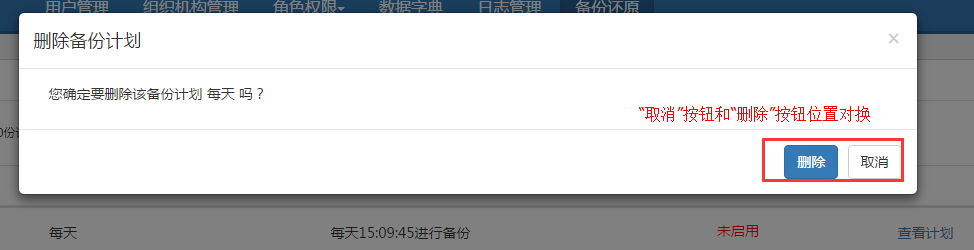 用户管理 组织机构管理 角色权限 数据字典 日志管理 备份还原
删除备份计划 ×
您确定要删除该备份计划 每天 吗？
“取消”按钮和“删除”按钮位置对换
删除 取消
每天 每天15:09:45进行备份 未启用 查看计划